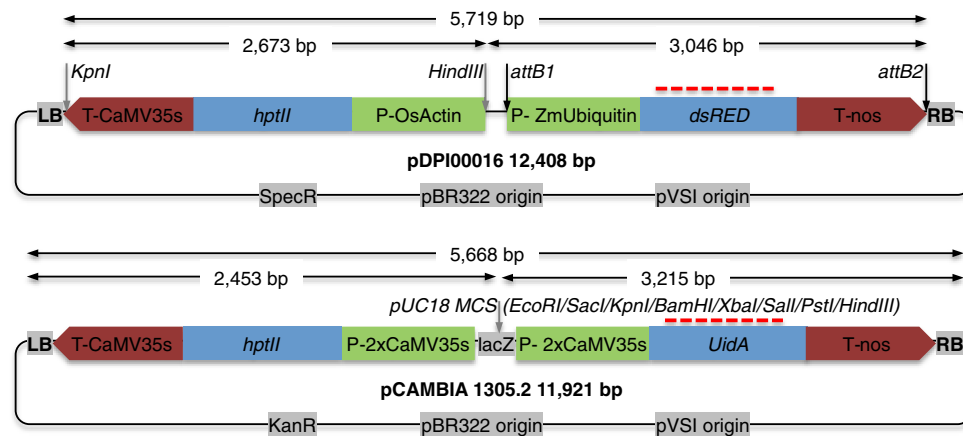 5,719 bp
2,673 bp 3,046 bp
KpnI HindIII attB1 attB2
LB T-CaMV35s hptII P-OsActin P- ZmUbiquitin dsRED T-nos RB
pDPI00016 12,408 bp
SpecR pBR322 origin pVSI origin
5,668 bp
2,453 bp 3,215 bp
pUC18 MCS (EcoRI/SacI/KpnI/BamHI/XbaI/SalI/PstI/HindIII)
LB T-CaMV35s hptII P-2xCaMV35s lacZ P- 2xCaMV35s UidA T-nos RB
pCAMBIA 1305.2 11,921 bp
KanR pBR322 origin pVSI origin